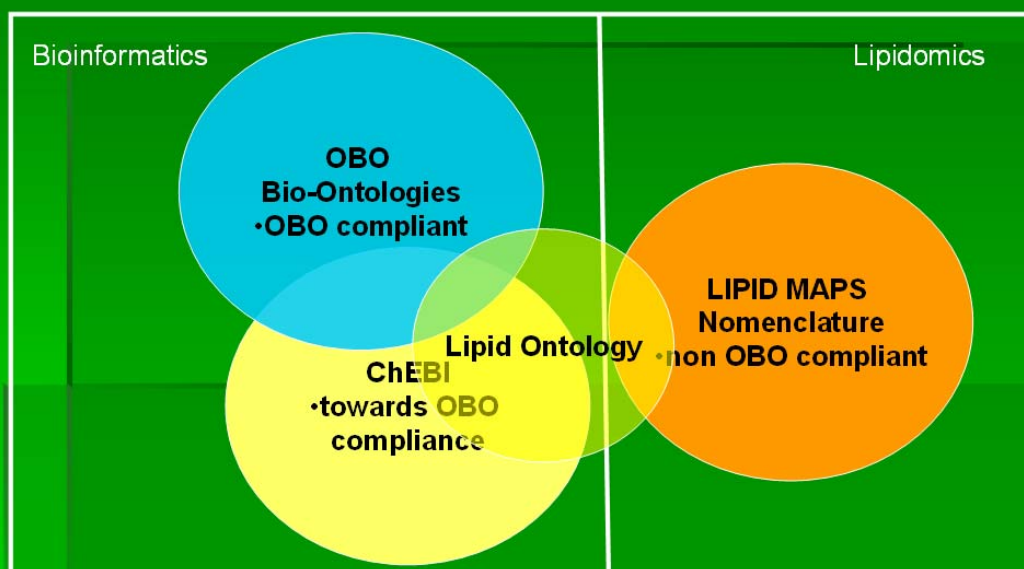 Bioinformatics
Lipidomics
OBO
Bio-Ontologies
•OBO compliant
LIPID MAPS
Nomenclature
•non OBO compliant
Lipid Ontology
ChEBI
•towards OBO
compliance